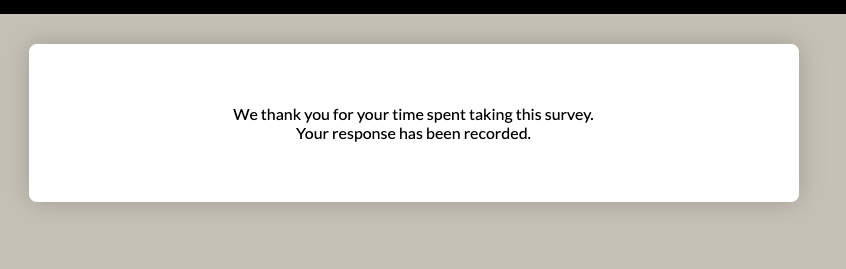 We thank you for your time spent taking this survey.
Your response has been recorded.